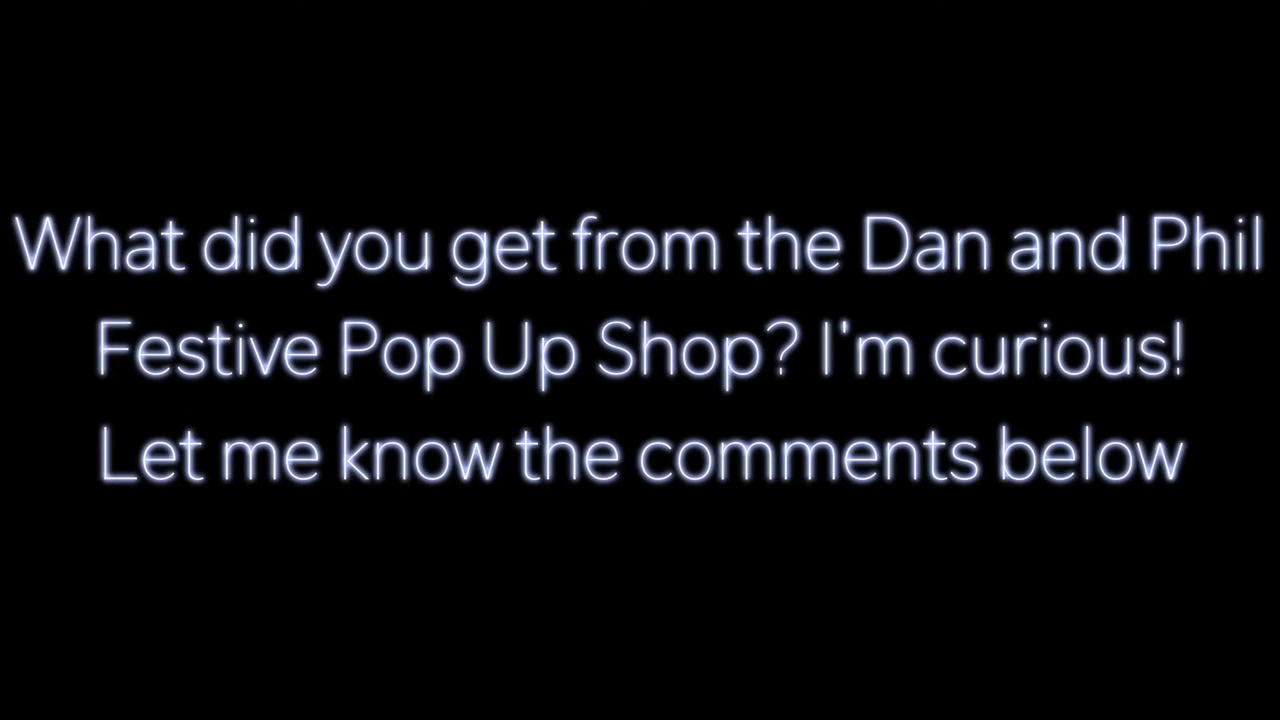 What did you get from the Dan and Phil
Festive Pop Up Shop? I'm curious!
Let me know the comments below